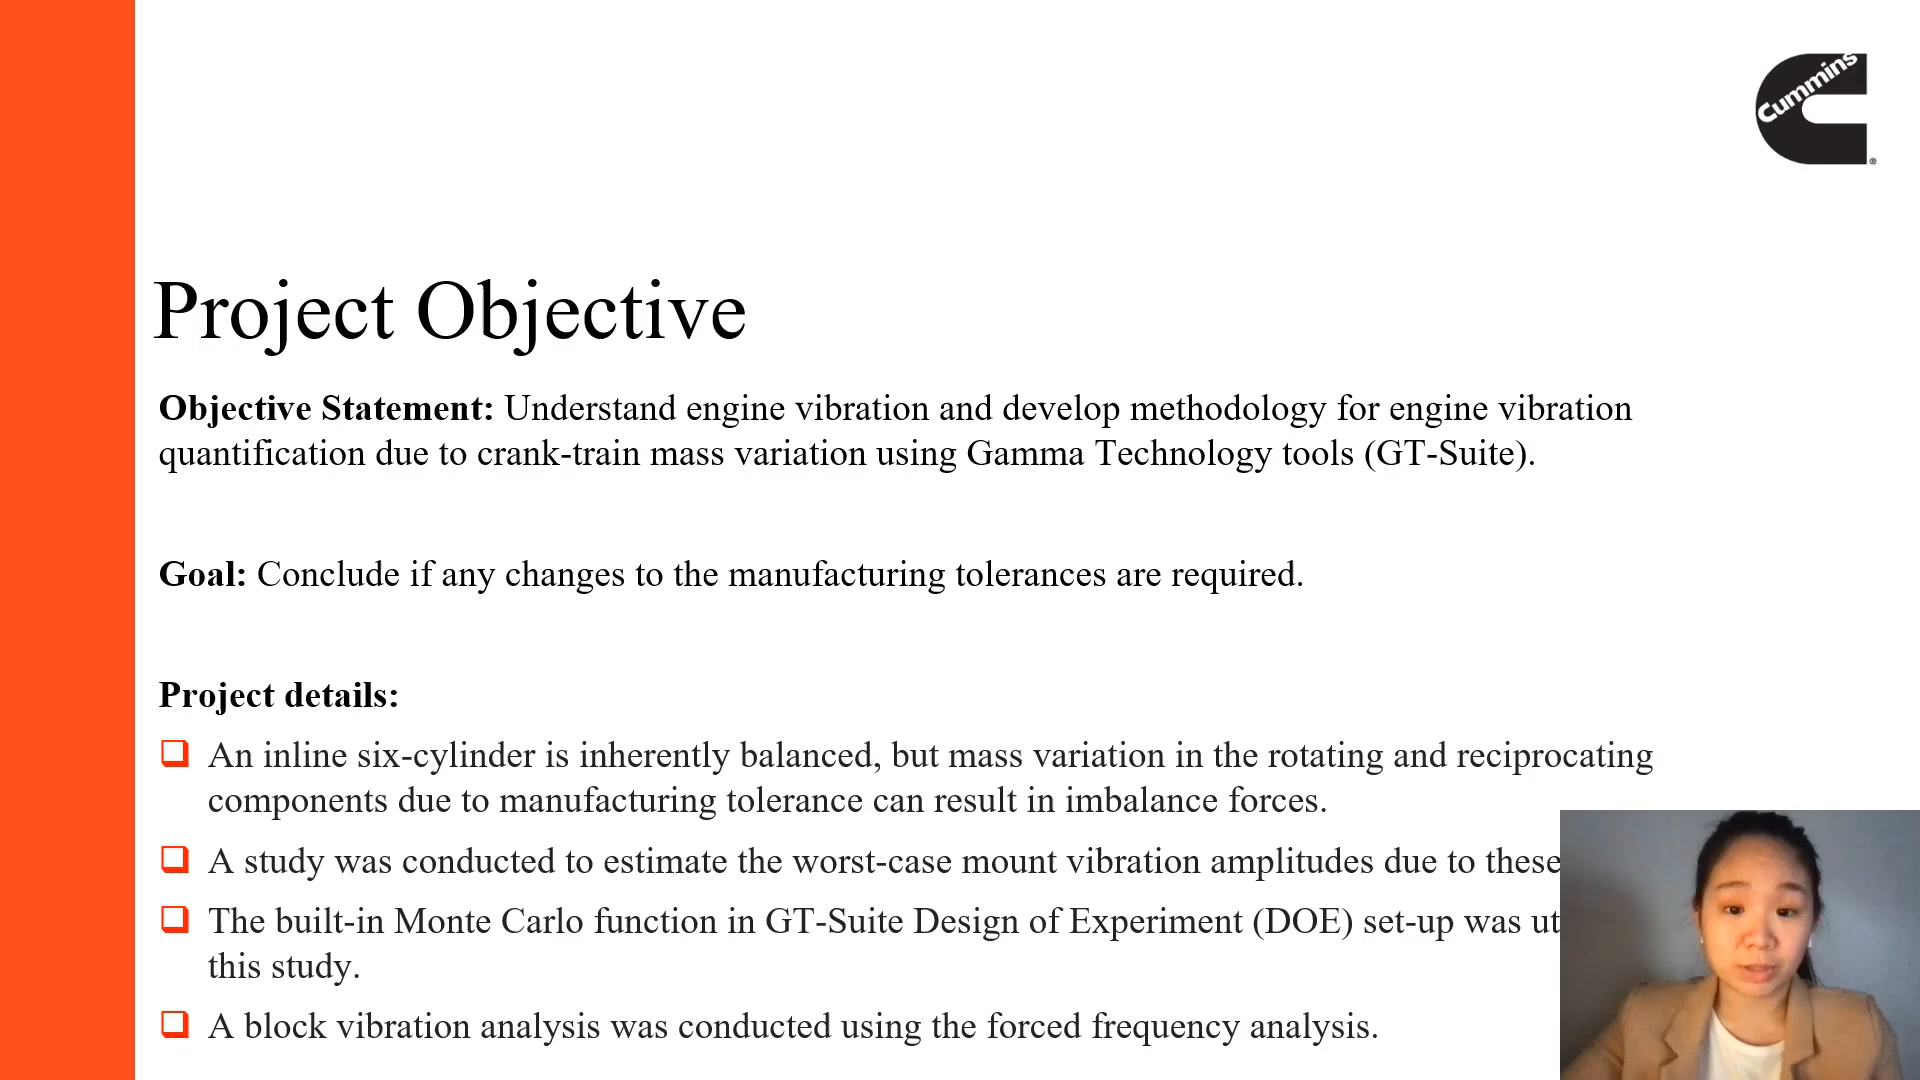 Cummins
®
Project Objective
Objective Statement: Understand engine vibration and develop methodology for engine vibration
quantification due to crank-train mass variation using Gamma Technology tools (GT-Suite).
Goal: Conclude if any changes to the manufacturing tolerances are required.
Project details:
An inline six-cylinder is inherently balanced, but mass variation in the rotating and reciprocating
components due to manufacturing tolerance can result in imbalance forces.
A study was conducted to estimate the worst-case mount vibration amplitudes due to these
The built-in Monte Carlo function in GT-Suite Design of Experiment (DOE) set-up was
this study.
A block vibration analysis was conducted using the forced frequency analysis.